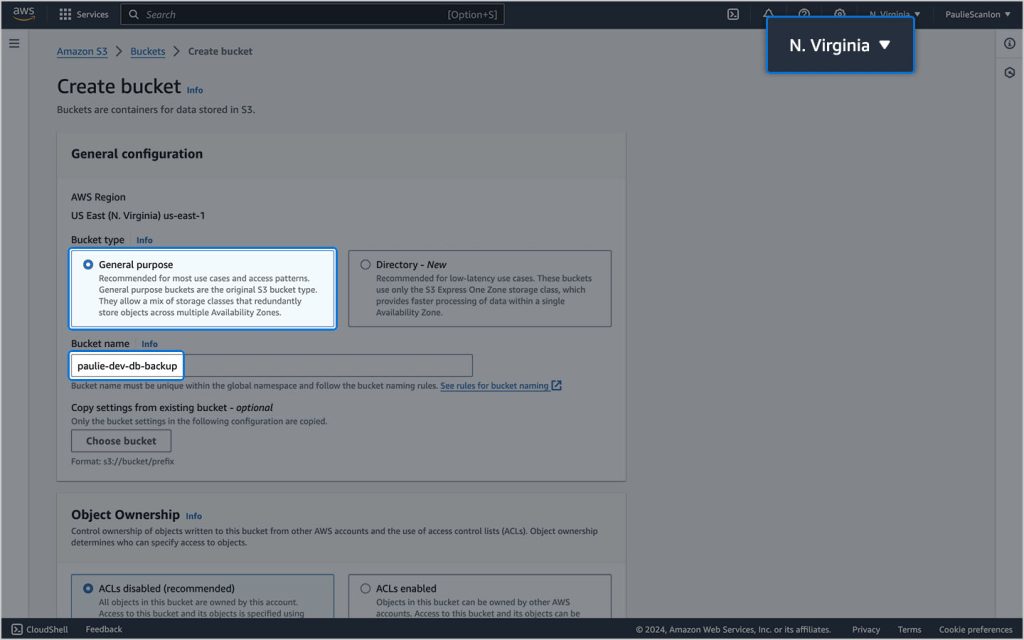 aws
Services
Search
[Option+S]
N. Virginia
PaulieScanlon
N. Virginia
Amazon S3 > Buckets > Create bucket
Create bucket Info
Buckets are containers for data stored in S3.
General configuration
AWS Region
US East (N. Virginia) us-east-1
Bucket type Info
General purpose
Recommended for most use cases and access patterns.
General purpose buckets are the original S3 bucket type.
They allow a mix of storage classes that redundantly
store objects across multiple Availability Zones.
Directory - New
Recommended for low-latency use cases. These buckets
use only the S3 Express One Zone storage class, which
provides faster processing of data within a single
Availability Zone.
Bucket name Info
paulie-dev-db-backup
Bucket name must be unique within the global namespace and follow the bucket naming rules. See rules for bucket naming
Copy settings from existing bucket - optional
Only the bucket settings in the following configuration are copied.
Choose bucket
Format: s3://bucket/prefix
Object Ownership Info
Control ownership of objects written to this bucket from other AWS accounts and the use of access control lists (ACLs). Object ownership
determines who can specify access to objects.
ACLs disabled (recommended)
All objects in this bucket are owned by this account.
Access to this bucket and its objects is specified using
ACLs enabled
Objects in this bucket can be owned by other AWS
accounts. Access to this bucket and its objects can be
CloudShell
Feedback
© 2024, Amazon Web Services, Inc. or its affiliates.
Privacy
Terms
Cookie preferences